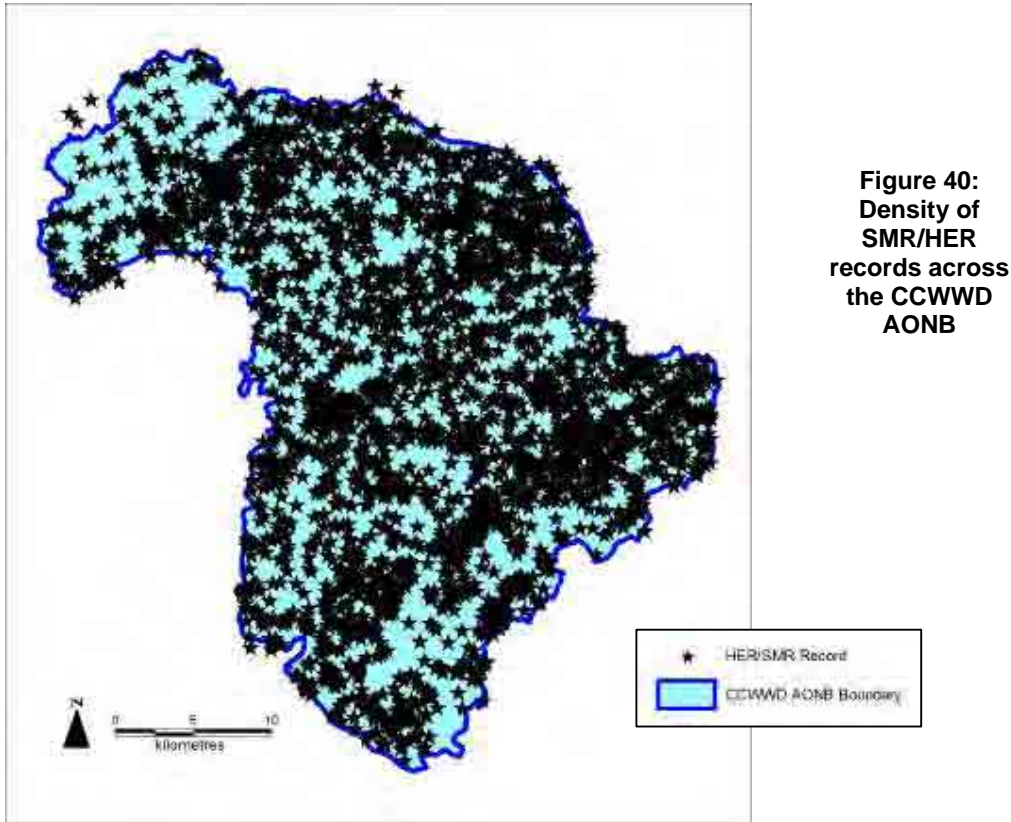 Figure 40:
Density of
SMR/HER
records across
the CCWWD
AONB
HER/SMR Record
CCWWD AONB Boundary
N
0 5 10
kilometres